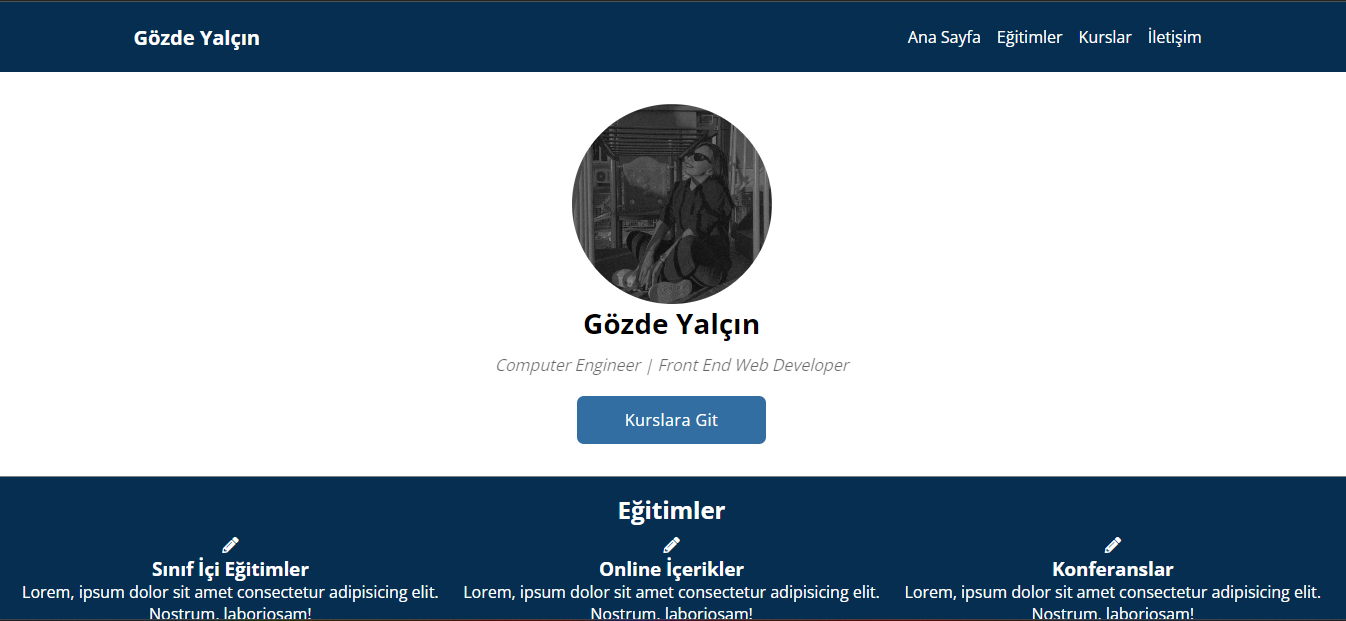 Gözde Yalçın
Ana Sayfa Eğitimler Kurslar İletişim
Gözde Yalçın
Computer Engineer | Front End Web Developer
Kurslara Git
Eğitimler
Sınıf İçi Eğitimler
Lorem, ipsum dolor sit amet consectetur adipisicing elit.
Nostrum, laboriosam!
Online İçerikler
Lorem, ipsum dolor sit amet consectetur adipisicing elit.
Nostrum, laboriosam!
Konferanslar
Lorem, ipsum dolor sit amet consectetur adipisicing elit.
Nostrum, laboriosam!